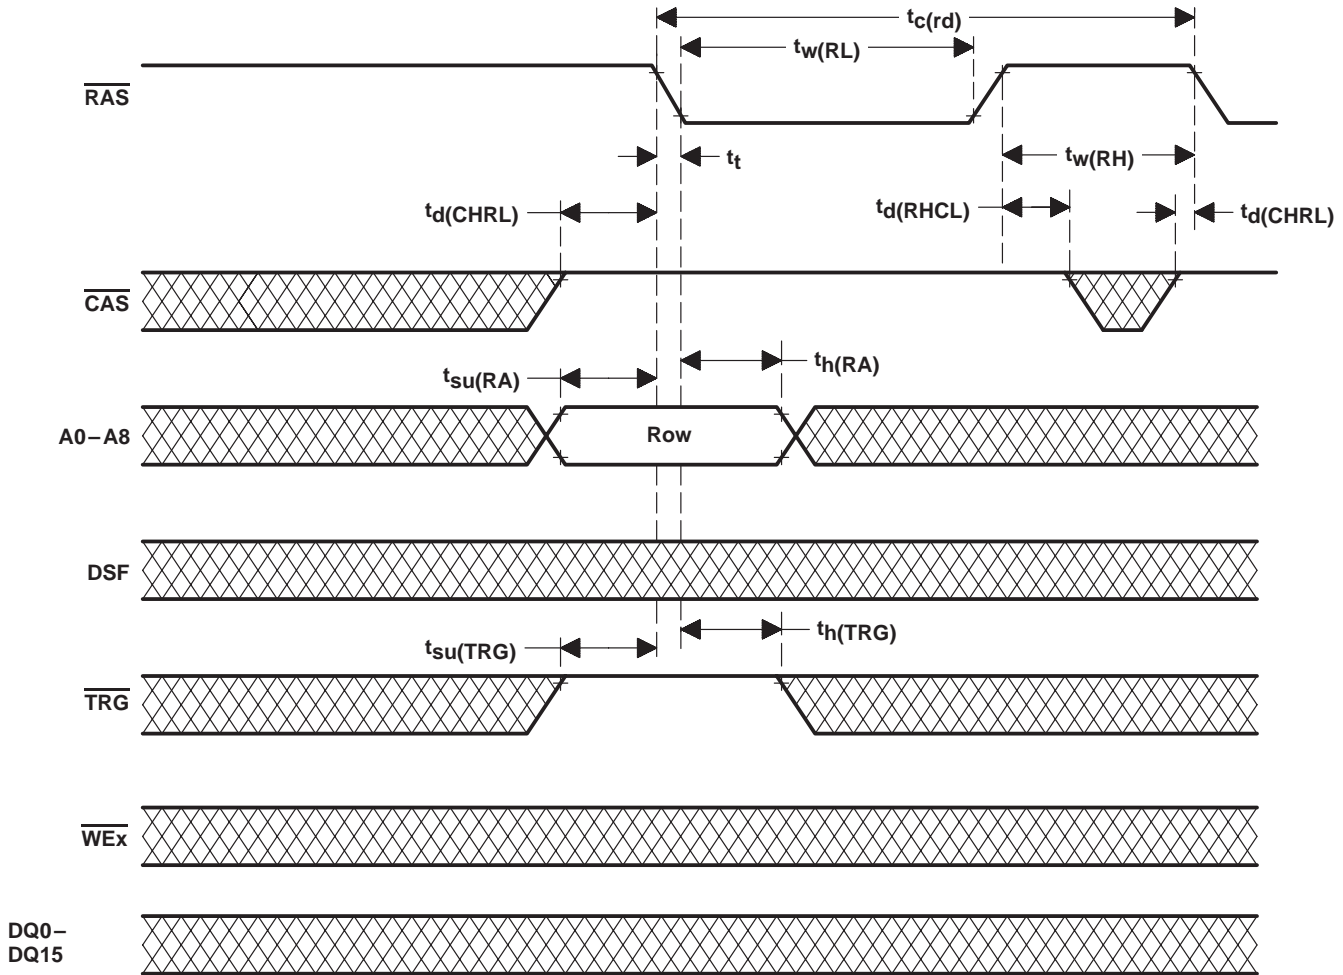 tc(rd)
tw(RL)
RAS
tt
tw(RH)
td(CHRL)
td(RHCL)
td(CHRL)
CAS
tsu(RA)
th(RA)
A0–A8
Row
DSF
tsu(TRG)
th(TRG)
TRG
WEx
DQ0–
DQ15